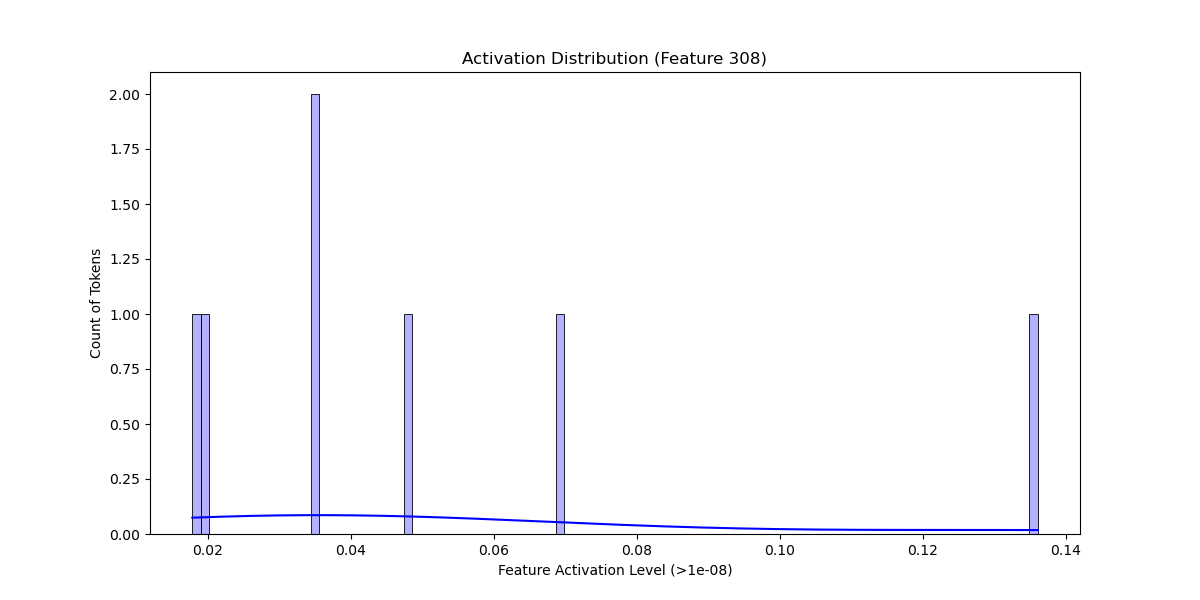 Activation Distribution (Feature 308)
2.00
1.75
1.50
1.25
1.00
0.75
0.50
0.25
0.00
Count of Tokens
0.02 0.04 0.06 0.08 0.10 0.12 0.14
Feature Activation Level (>1e-08)